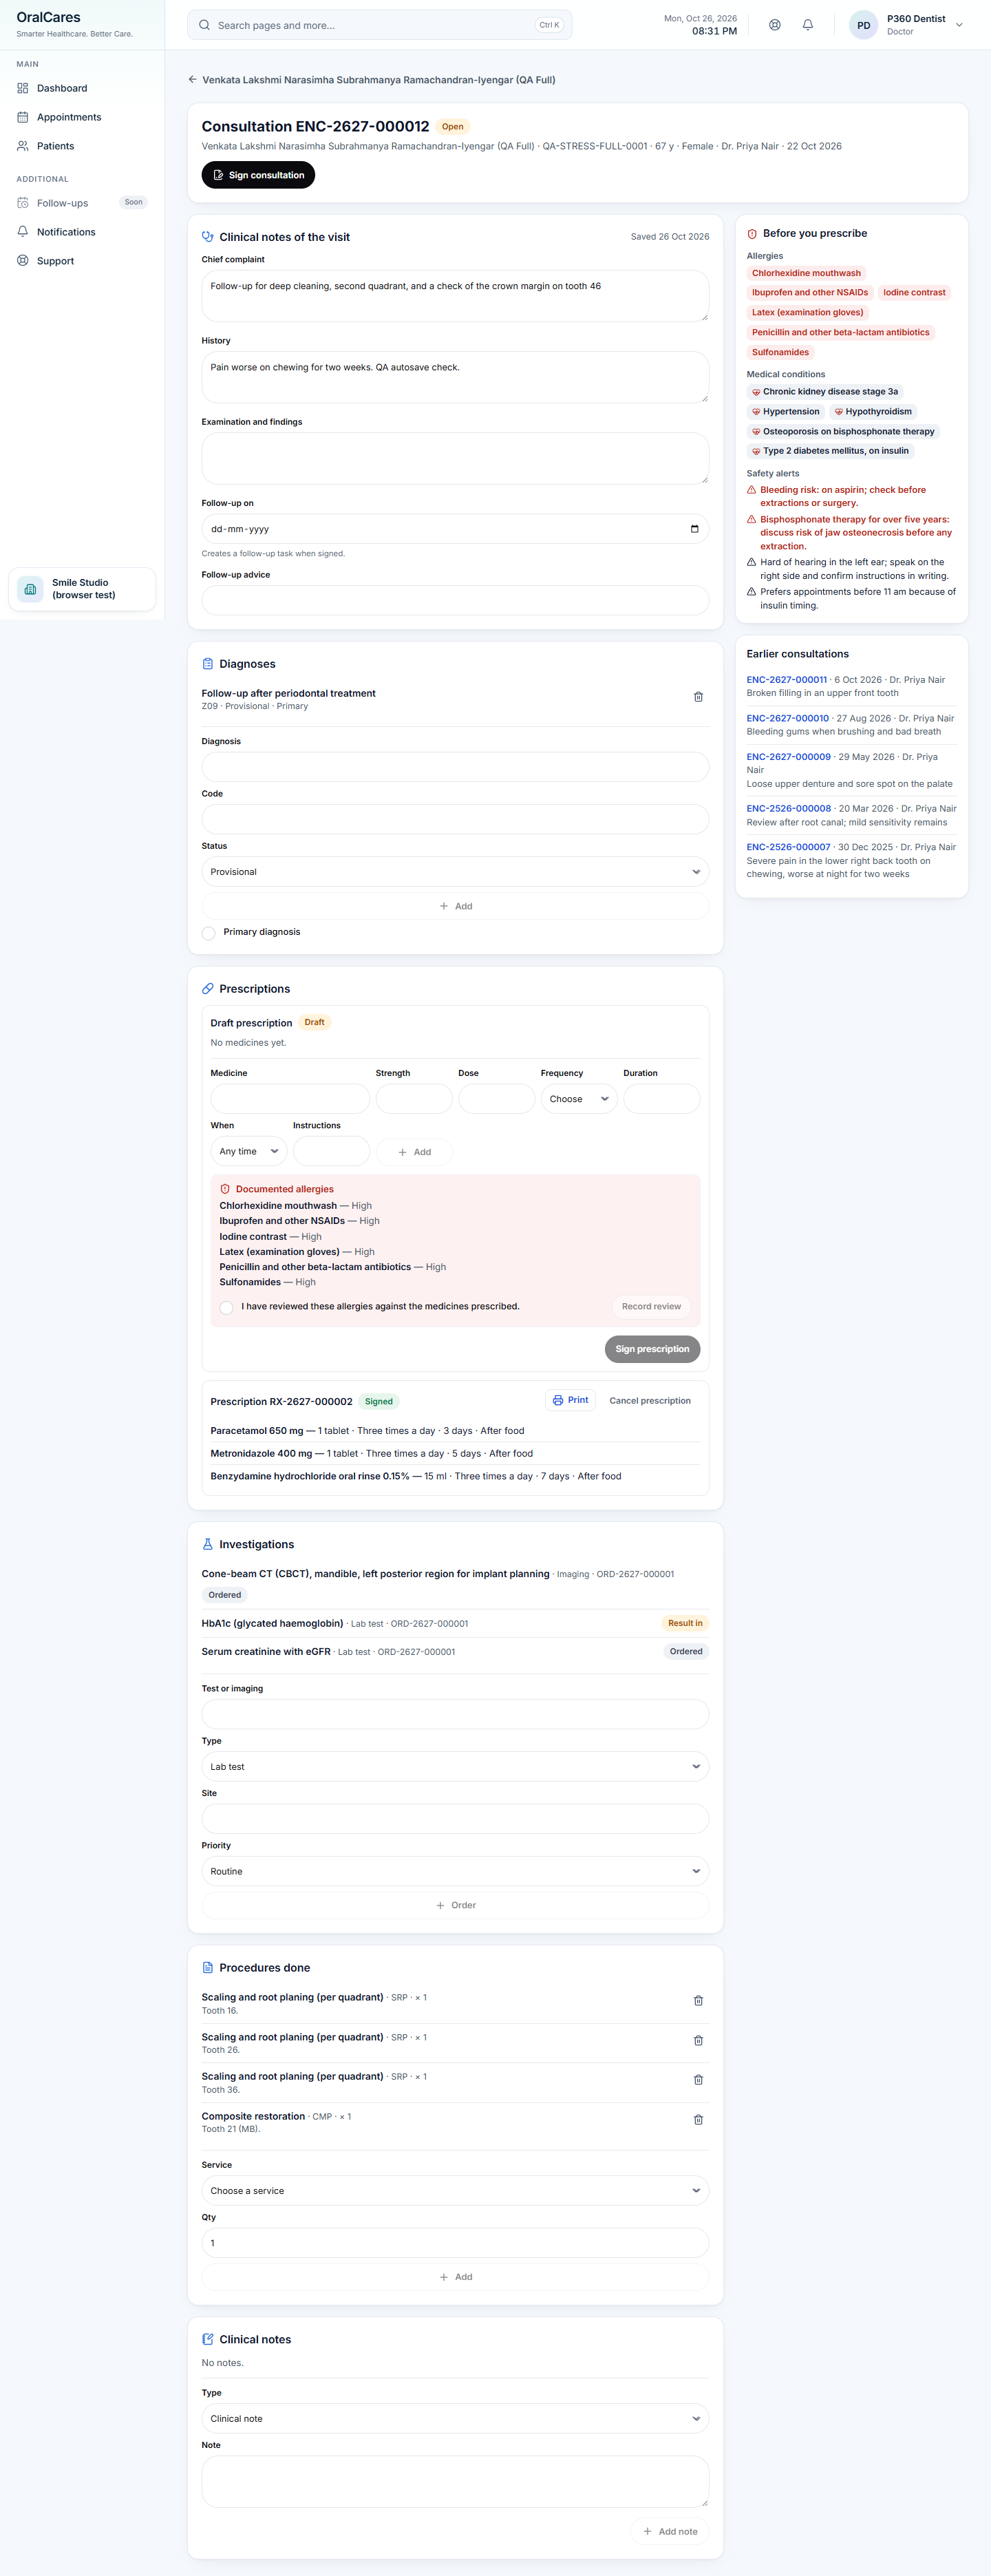 OralCares
Smarter Healthcare. Better Care.
MAIN
Dashboard
Appointments
Patients
ADDITIONAL
Follow-ups
Soon
Notifications
Support
Smile Studio
(browser test)
Search pages and more...
Ctrl K
Mon, Oct 26, 2026
08:31 PM
PD
P360 Dentist
Doctor
Venkata Lakshmi Narasimha Subrahmanya Ramachandran-Iyengar (QA Full)
Consultation ENC-2627-000012
Open
Venkata Lakshmi Narasimha Subrahmanya Ramachandran-Iyengar (QA Full) · QA-STRESS-FULL-0001 · 67 y · Female · Dr. Priya Nair · 22 Oct 2026
Sign consultation
Clinical notes of the visit
Saved 26 Oct 2026
Chief complaint
Follow-up for deep cleaning, second quadrant, and a check of the crown margin on tooth 46
History
Pain worse on chewing for two weeks. QA autosave check.
Examination and findings
Follow-up on
dd-mm-yyyy
Creates a follow-up task when signed.
Follow-up advice
Diagnoses
Follow-up after periodontal treatment
Z09 · Provisional · Primary
Diagnosis
Code
Status
Provisional
+ Add
Primary diagnosis
Prescriptions
Draft prescription
Draft
No medicines yet.
Medicine
Strength
Dose
Frequency
Duration
Choose
When
Instructions
Any time
+ Add
Documented allergies
Chlorhexidine mouthwash — High
Ibuprofen and other NSAIDs — High
Iodine contrast — High
Latex (examination gloves) — High
Penicillin and other beta-lactam antibiotics — High
Sulfonamides — High
I have reviewed these allergies against the medicines prescribed.
Record review
Sign prescription
Prescription RX-2627-000002
Signed
Print
Cancel prescription
Paracetamol 650 mg — 1 tablet · Three times a day · 3 days · After food
Metronidazole 400 mg — 1 tablet · Three times a day · 5 days · After food
Benzydamine hydrochloride oral rinse 0.15% — 15 ml · Three times a day · 7 days · After food
Investigations
Cone-beam CT (CBCT), mandible, left posterior region for implant planning · Imaging · ORD-2627-000001
Ordered
HbA1c (glycated haemoglobin) · Lab test · ORD-2627-000001
Result in
Serum creatinine with eGFR · Lab test · ORD-2627-000001
Ordered
Test or imaging
Type
Lab test
Site
Priority
Routine
+ Order
Procedures done
Scaling and root planing (per quadrant) · SRP · × 1
Tooth 16.
Scaling and root planing (per quadrant) · SRP · × 1
Tooth 26.
Scaling and root planing (per quadrant) · SRP · × 1
Tooth 36.
Composite restoration · CMP · × 1
Tooth 21 (MB).
Service
Choose a service
Qty
1
+ Add
Clinical notes
No notes.
Type
Clinical note
Note
+ Add note
Before you prescribe
Allergies
Chlorhexidine mouthwash
Ibuprofen and other NSAIDs
Iodine contrast
Latex (examination gloves)
Penicillin and other beta-lactam antibiotics
Sulfonamides
Medical conditions
Chronic kidney disease stage 3a
Hypertension
Hypothyroidism
Osteoporosis on bisphosphonate therapy
Type 2 diabetes mellitus, on insulin
Safety alerts
Bleeding risk: on aspirin; check before
extractions or surgery.
Bisphosphonate therapy for over five years:
discuss risk of jaw osteonecrosis before any
extraction.
Hard of hearing in the left ear; speak on the
right side and confirm instructions in writing.
Prefers appointments before 11 am because of
insulin timing.
Earlier consultations
ENC-2627-000011 · 6 Oct 2026 · Dr. Priya Nair
Broken filling in an upper front tooth
ENC-2627-000010 · 27 Aug 2026 · Dr. Priya Nair
Bleeding gums when brushing and bad breath
ENC-2627-000009 · 29 May 2026 · Dr. Priya
Nair
Loose upper denture and sore spot on the palate
ENC-2526-000008 · 20 Mar 2026 · Dr. Priya Nair
Review after root canal; mild sensitivity remains
ENC-2526-000007 · 30 Dec 2025 · Dr. Priya Nair
Severe pain in the lower right back tooth on
chewing, worse at night for two weeks